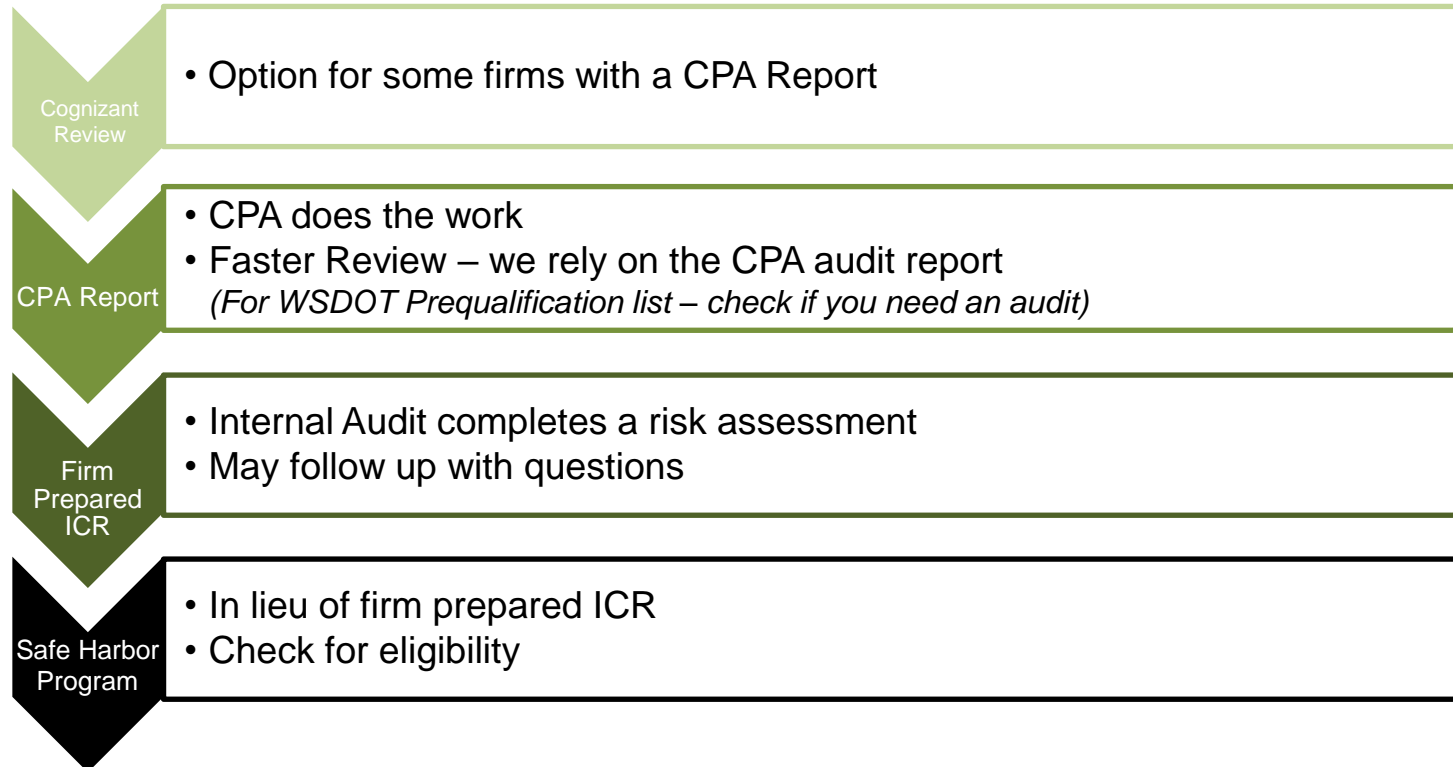 Cognizant
Review
• Option for some firms with a CPA Report
CPA Report
• CPA does the work
• Faster Review – we rely on the CPA audit report
(For WSDOT Prequalification list – check if you need an audit)
Firm
Prepared
ICR
• Internal Audit completes a risk assessment
• May follow up with questions
Safe Harbor
Program
• In lieu of firm prepared ICR
• Check for eligibility